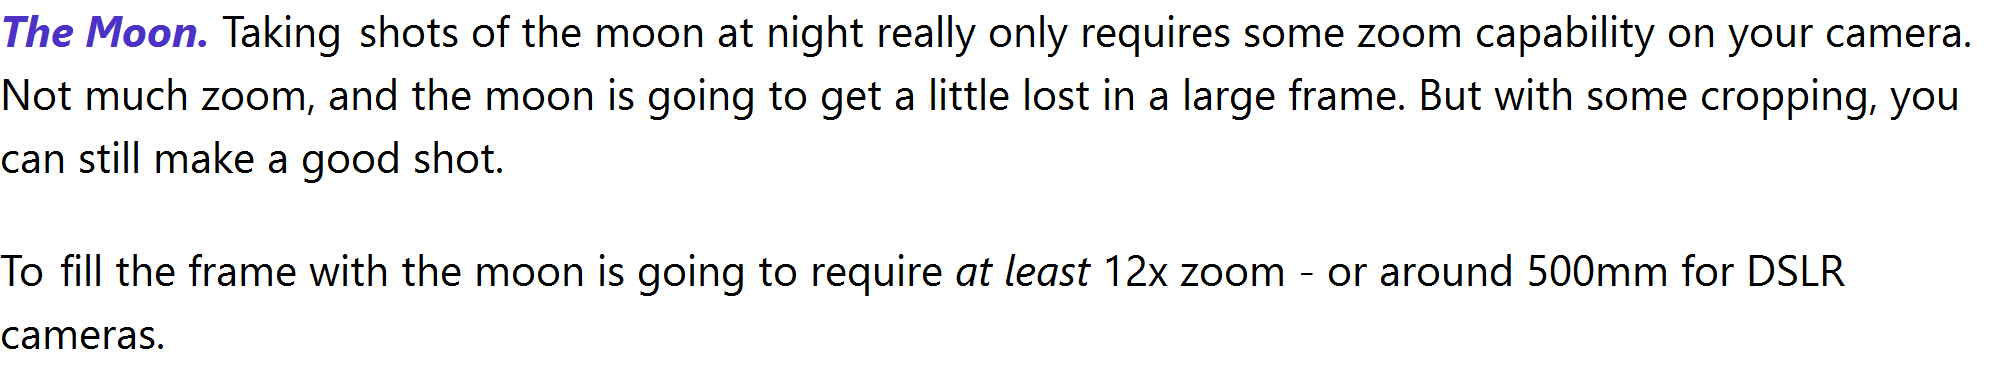 The Moon. Taking shots of the moon at night really only requires some zoom capability on your camera.
Not much zoom, and the moon is going to get a little lost in a large frame. But with some cropping, you
can still make a good shot.
To fill the frame with the moon is going to require at least 12x zoom - or around 500mm for DSLR
cameras.